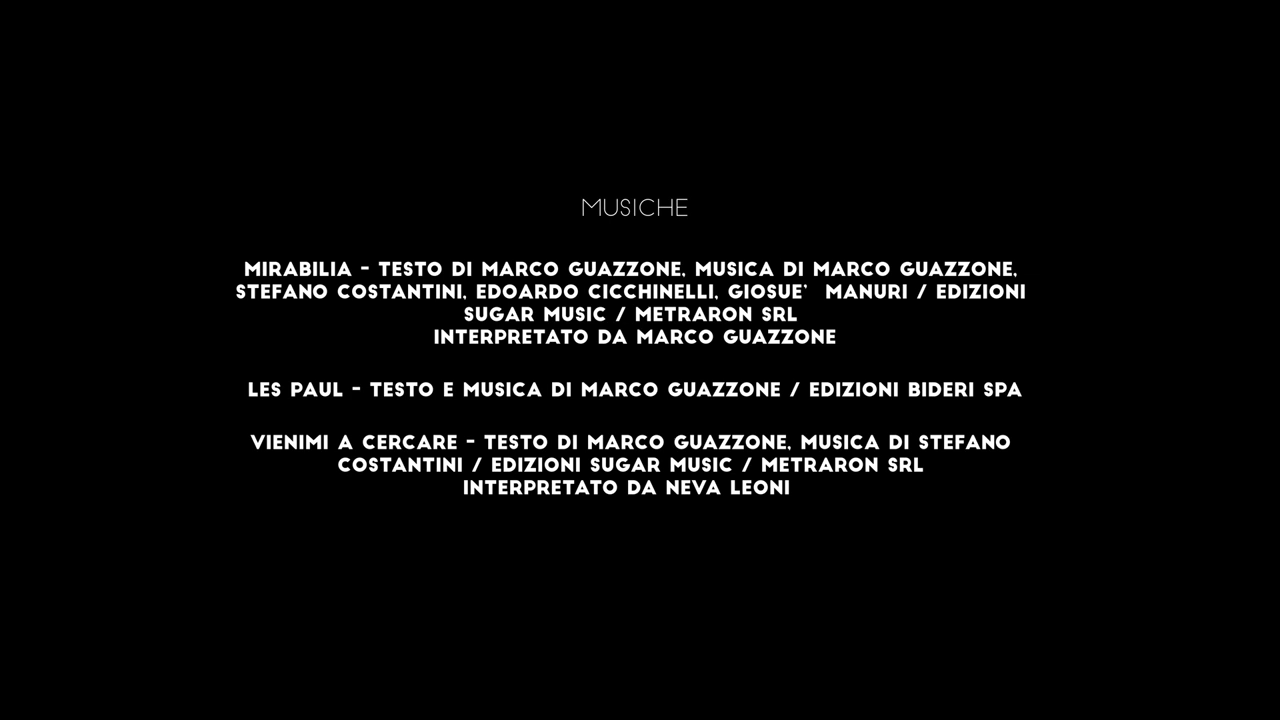 MUSICHE
MIRABILIA - TESTO DI MARCO GUAZZONE, MUSICA DI MARCO GUAZZONE,
STEFANO COSTANTINI, EDOARDO CICCHINELLI, GIOSUE' MANURI / EDIZIONI
SUGAR MUSIC / METRARON SRL
INTERPRETATO DA MARCO GUAZZONE
LES PAUL - TESTO E MUSICA DI MARCO GUAZZONE / EDIZIONI BIDERI SPA
VIENIMI A CERCARE - TESTO DI MARCO GUAZZONE, MUSICA DI STEFANO
COSTANTINI / EDIZIONI SUGAR MUSIC / METRARON SRL
INTERPRETATO DA NEVA LEONI